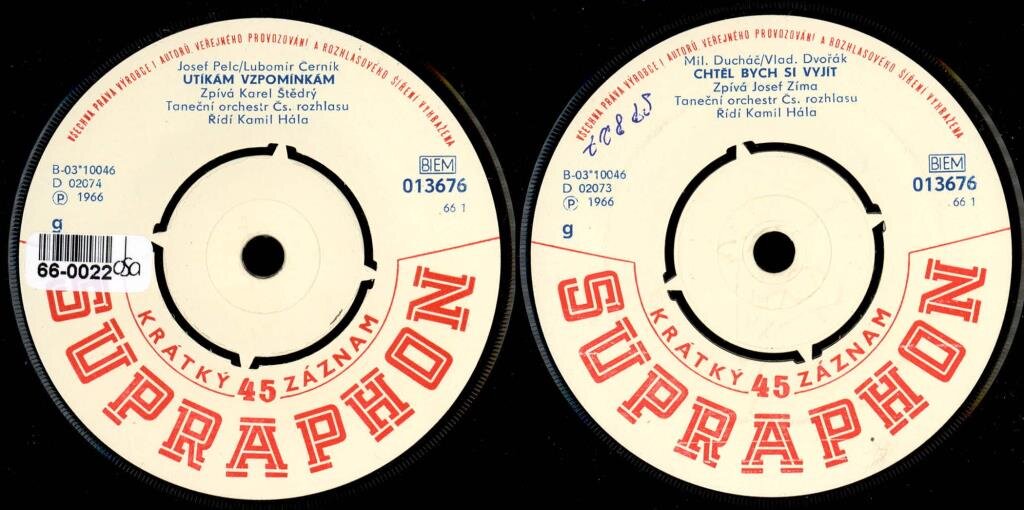 VŠECHNA PRÁVA VÝROBCE I AUTORŮ, VEŘEJNÉHO PROVOZOVÁNÍ A ROZHLASOVÉHO ŠÍŘENÍ VYHRAŽENA
Josef Pelc/Lubomír Černík
UTÍKÁM VZPOMÍNKÁM
Zpívá Karel Štědrý
Taneční orchestr Čs. rozhlasu
Řídí Kamil Hála
B-03*10046
D 02074
Ⓟ 1966
g
BIEM
013676
66 1
66-0022
SUPRAPHON
KRÁTKÝ 45 ZÁZNAM
VŠECHNA PRÁVA VÝROBCE I AUTORŮ, VEŘEJNÉHO PROVOZOVÁNÍ A ROZHLASOVÉHO ŠÍŘENÍ VYHRAŽENA
Mil. Ducháč/Vlad. Dvořák
CHTĚL BYCH SI VYJÍT
Zpívá Josef Zíma
Taneční orchestr Čs. rozhlasu
Řídí Kamil Hála
B-03*10046
D 02073
Ⓟ 1966
g
BIEM
013676
66 1
SUPRAPHON
KRÁTKÝ 45 ZÁZNAM